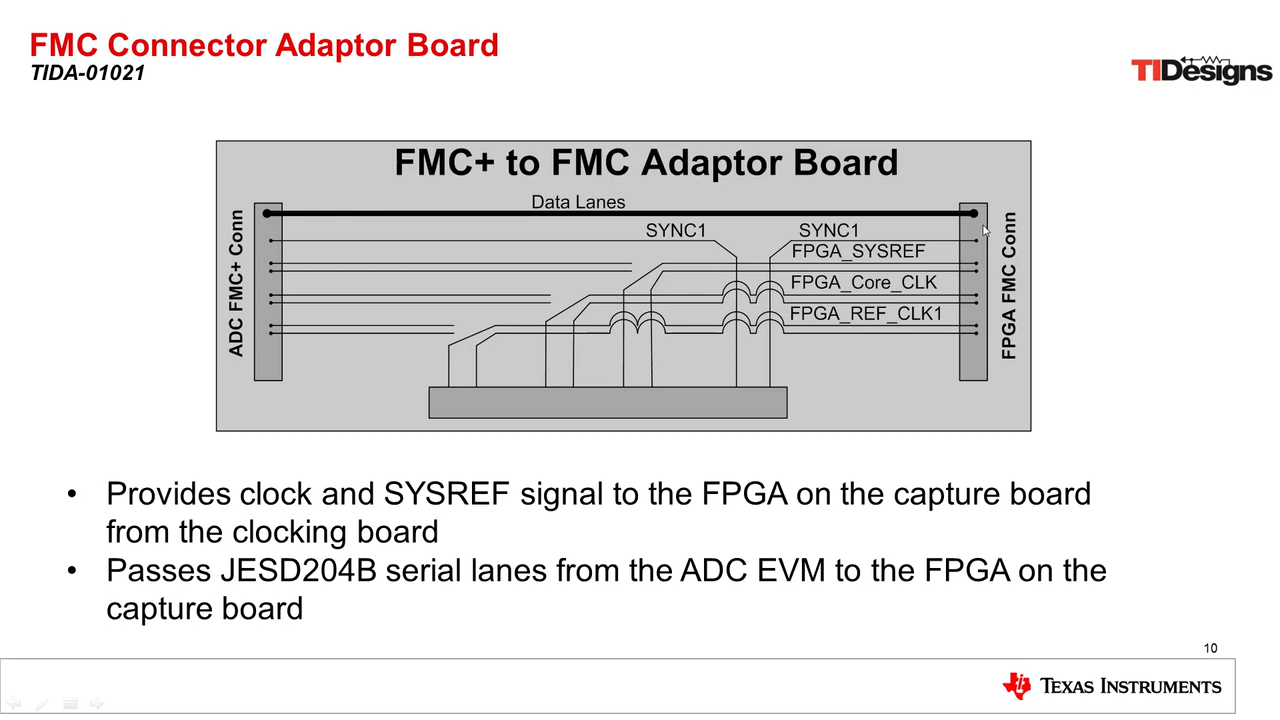 FMC Connector Adaptor Board
TIDA-01021
TIDesigns
FMC+ to FMC Adaptor Board
Data Lanes
SYNC1
SYNC1
FPGA_SYSREF
FPGA_Core_CLK
FPGA_REF_CLK1
ADC FMC+ Conn
FPGA FMC Conn
• Provides clock and SYSREF signal to the FPGA on the capture board
from the clocking board
• Passes JESD204B serial lanes from the ADC EVM to the FPGA on the
capture board
10
TEXAS INSTRUMENTS